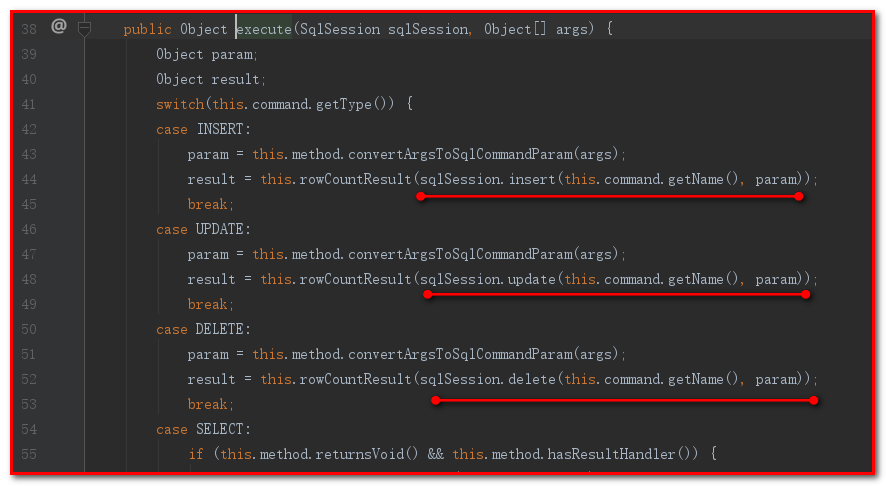 38 @ public Object execute(SqlSession sqlSession, Object[] args) {
39 Object param;
40 Object result;
41 switch(this.command.getType()) {
42 case INSERT:
43 param = this.method.convertArgsToSqlCommandParam(args);
44 result = this.rowCountResult(sqlSession.insert(this.command.getName(), param));
45 break;
46 case UPDATE:
47 param = this.method.convertArgsToSqlCommandParam(args);
48 result = this.rowCountResult(sqlSession.update(this.command.getName(), param));
49 break;
50 case DELETE:
51 param = this.method.convertArgsToSqlCommandParam(args);
52 result = this.rowCountResult(sqlSession.delete(this.command.getName(), param));
53 break;
54 case SELECT:
55 if (this.method.returnsVoid() && this.method.hasResultHandler()) {